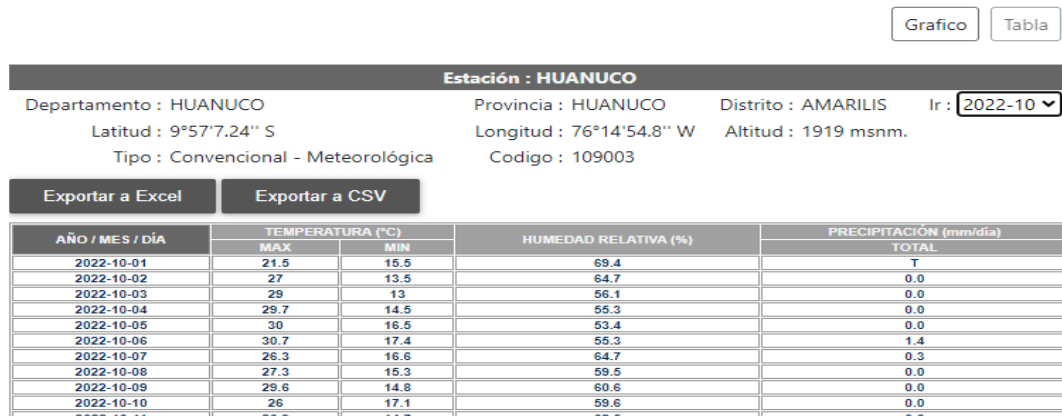 Grafico Tabla
Estación : HUANUCO
Departamento : HUANUCO Provincia : HUANUCO Distrito : AMARILIS Ir : 2022-10
Latitud : 9°57'7.24'' S Longitud : 76°14'54.8'' W Altitud : 1919 msnm.
Tipo : Convencional - Meteorológica Codigo : 109003
Exportar a Excel Exportar a CSV
AÑO / MES / DÍA TEMPERATURA (°C) HUMEDAD RELATIVA (%) PRECIPITACIÓN (mm/día)
MAX MIN TOTAL
2022-10-01 21.5 15.5 69.4 T
2022-10-02 27 13.5 64.7 0.0
2022-10-03 29 13 56.1 0.0
2022-10-04 29.7 14.5 55.3 0.0
2022-10-05 30 16.5 53.4 0.0
2022-10-06 30.7 17.4 55.3 1.4
2022-10-07 26.3 16.6 64.7 0.3
2022-10-08 27.3 15.3 59.5 0.0
2022-10-09 29.6 14.8 60.6 0.0
2022-10-10 26 17.1 59.6 0.0